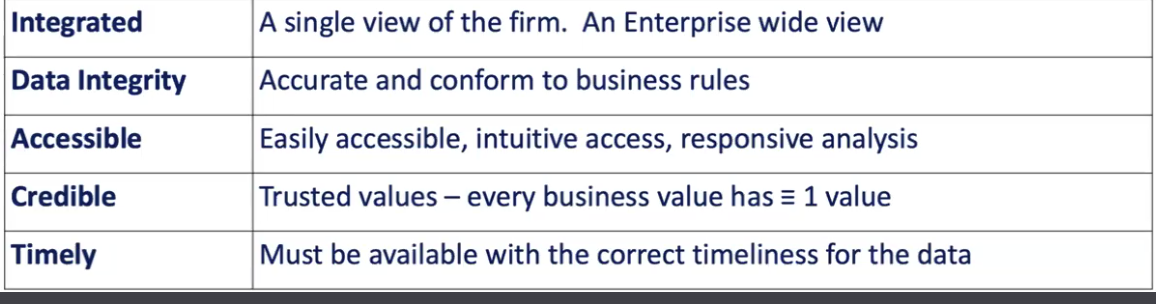 Integrated A single view of the firm. An Enterprise wide view
Data Integrity Accurate and conform to business rules
Accessible Easily accessible, intuitive access, responsive analysis
Credible Trusted values – every business value has ≡ 1 value
Timely Must be available with the correct timeliness for the data